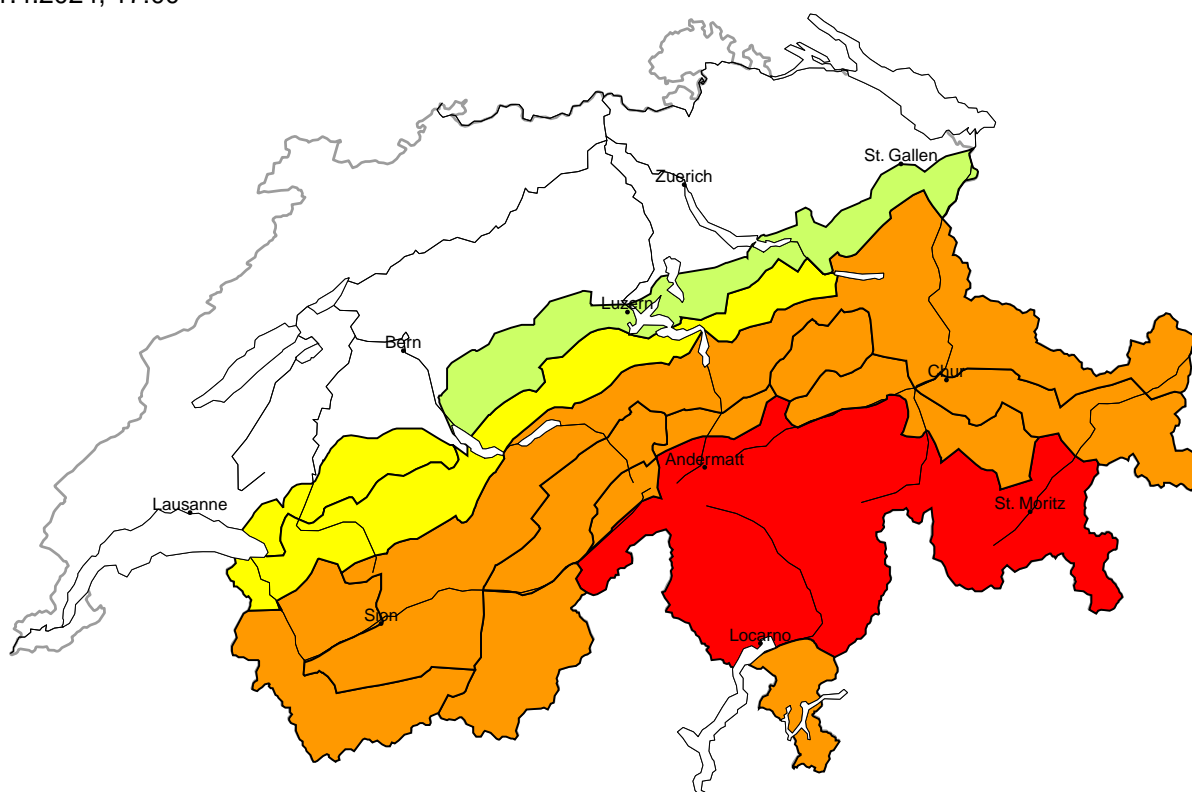 St. Gallen
Zuerich
Luzern
Bern
Chur
Andermatt
Lausanne
St. Moritz
Sion
Locarno